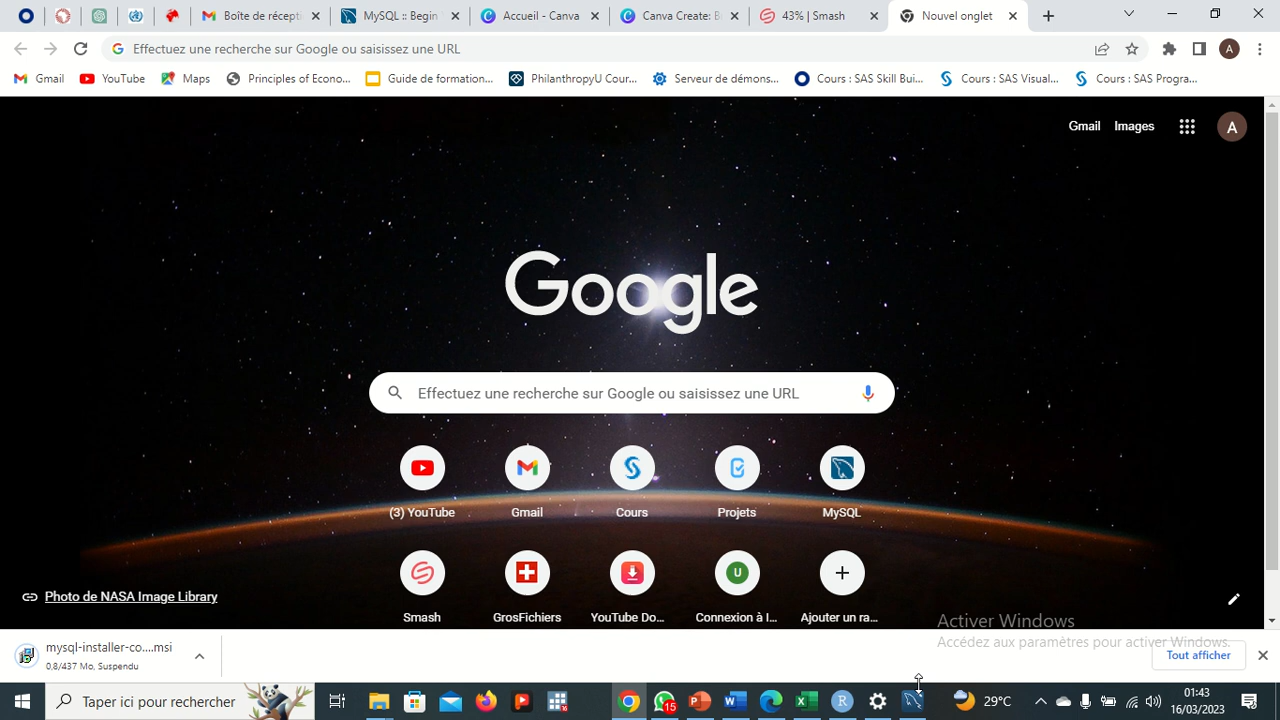 Boîte de récepti
MySQL :: Begin
Accueil - Canva
Canva Create: B
43% | Smash
Nouvel onglet
Effectuez une recherche sur Google ou saisissez une URL
A
Gmail
YouTube
Maps
Principles of Econo...
Guide de formation...
PhilanthropyU Cour...
Serveur de démons...
Cours : SAS Skill Bui...
Cours : SAS Visual...
Cours : SAS Progra...
Gmail
Images
A
Google
Effectuez une recherche sur Google ou saisissez une URL
(3) YouTube
Gmail
Cours
Projets
MySQL
U
Smash
GrosFichiers
YouTube Do...
Connexion à l...
Ajouter un ra...
Photo de NASA Image Library
Activer Windows
Accédez aux paramètres pour activer Windows.
mysql-installer-co....msi
0.8/437 Mo, Suspendu
Tout afficher
Taper ici pour rechercher
15
29°C
01:43
16/03/2023